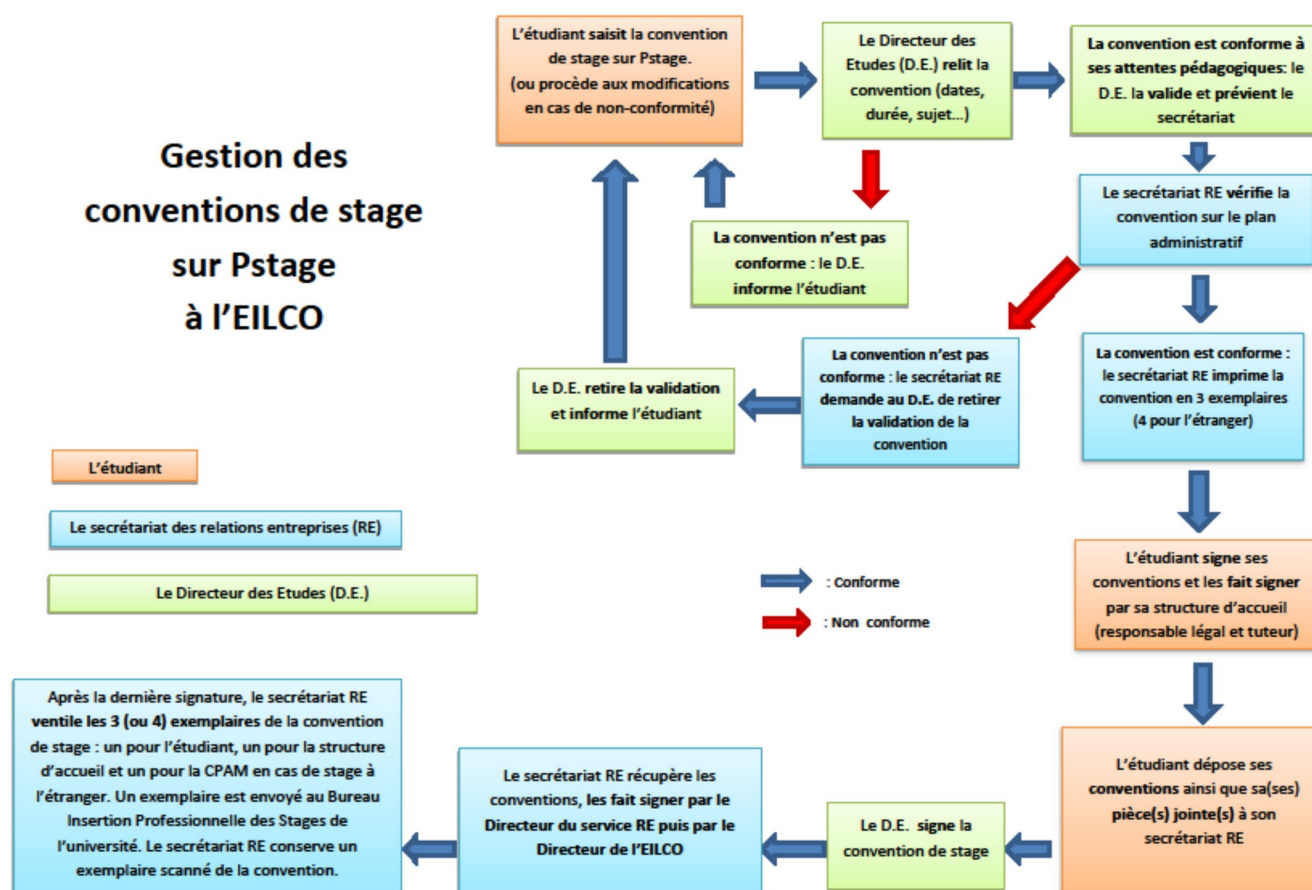 Gestion des
conventions de stage
sur Pstage
à l'EILCO
L'étudiant saisit la convention
de stage sur Pstage.
(ou procède aux modifications
en cas de non-conformité)
Le Directeur des
Etudes (D.E.) relit la
convention (dates,
durée, sujet...)
La convention est conforme à
ses attentes pédagogiques: le
D.E. la valide et prévient le
secrétariat
La convention n'est pas
conforme : le D.E.
informe l'étudiant
Le secrétariat RE vérifie la
convention sur le plan
administratif
La convention n'est pas
conforme : le secrétariat RE
demande au D.E. de retirer
la validation de la
convention
Le D.E. retire la validation
et informe l'étudiant
La convention est conforme :
le secrétariat RE imprime la
convention en 3 exemplaires
(4 pour l'étranger)
L'étudiant
Le secrétariat des relations entreprises (RE)
Le Directeur des Etudes (D.E.)
: Conforme
: Non conforme
L'étudiant signe ses
conventions et les fait signer
par sa structure d'accueil
(responsable légal et tuteur)
L'étudiant dépose ses
conventions ainsi que sa(ses)
pièce(s) jointe(s) à son
secrétariat RE
Le D.E. signe la
convention de stage
Le secrétariat RE récupère les
conventions, les fait signer par le
Directeur du service RE puis par le
Directeur de l'EILCO
Après la dernière signature, le secrétariat RE
ventile les 3 (ou 4) exemplaires de la convention
de stage : un pour l'étudiant, un pour la structure
d'accueil et un pour la CPAM en cas de stage à
l'étranger. Un exemplaire est envoyé au Bureau
Insertion Professionnelle des Stages de
l'université. Le secrétariat RE conserve un
exemplaire scanné de la convention.